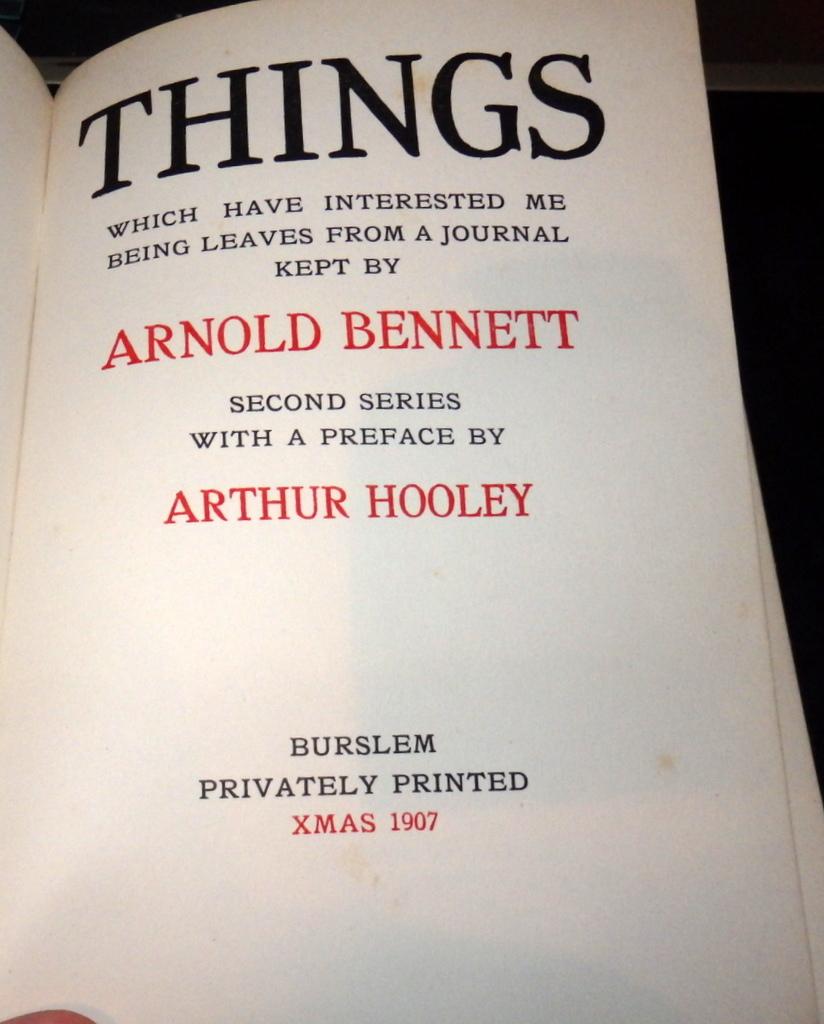 THINGS
WHICH HAVE INTERESTED ME
BEING LEAVES FROM A JOURNAL
KEPT BY
ARNOLD BENNETT
SECOND SERIES
WITH A PREFACE BY
ARTHUR HOOLEY
BURSLEM
PRIVATELY PRINTED
XMAS 1907